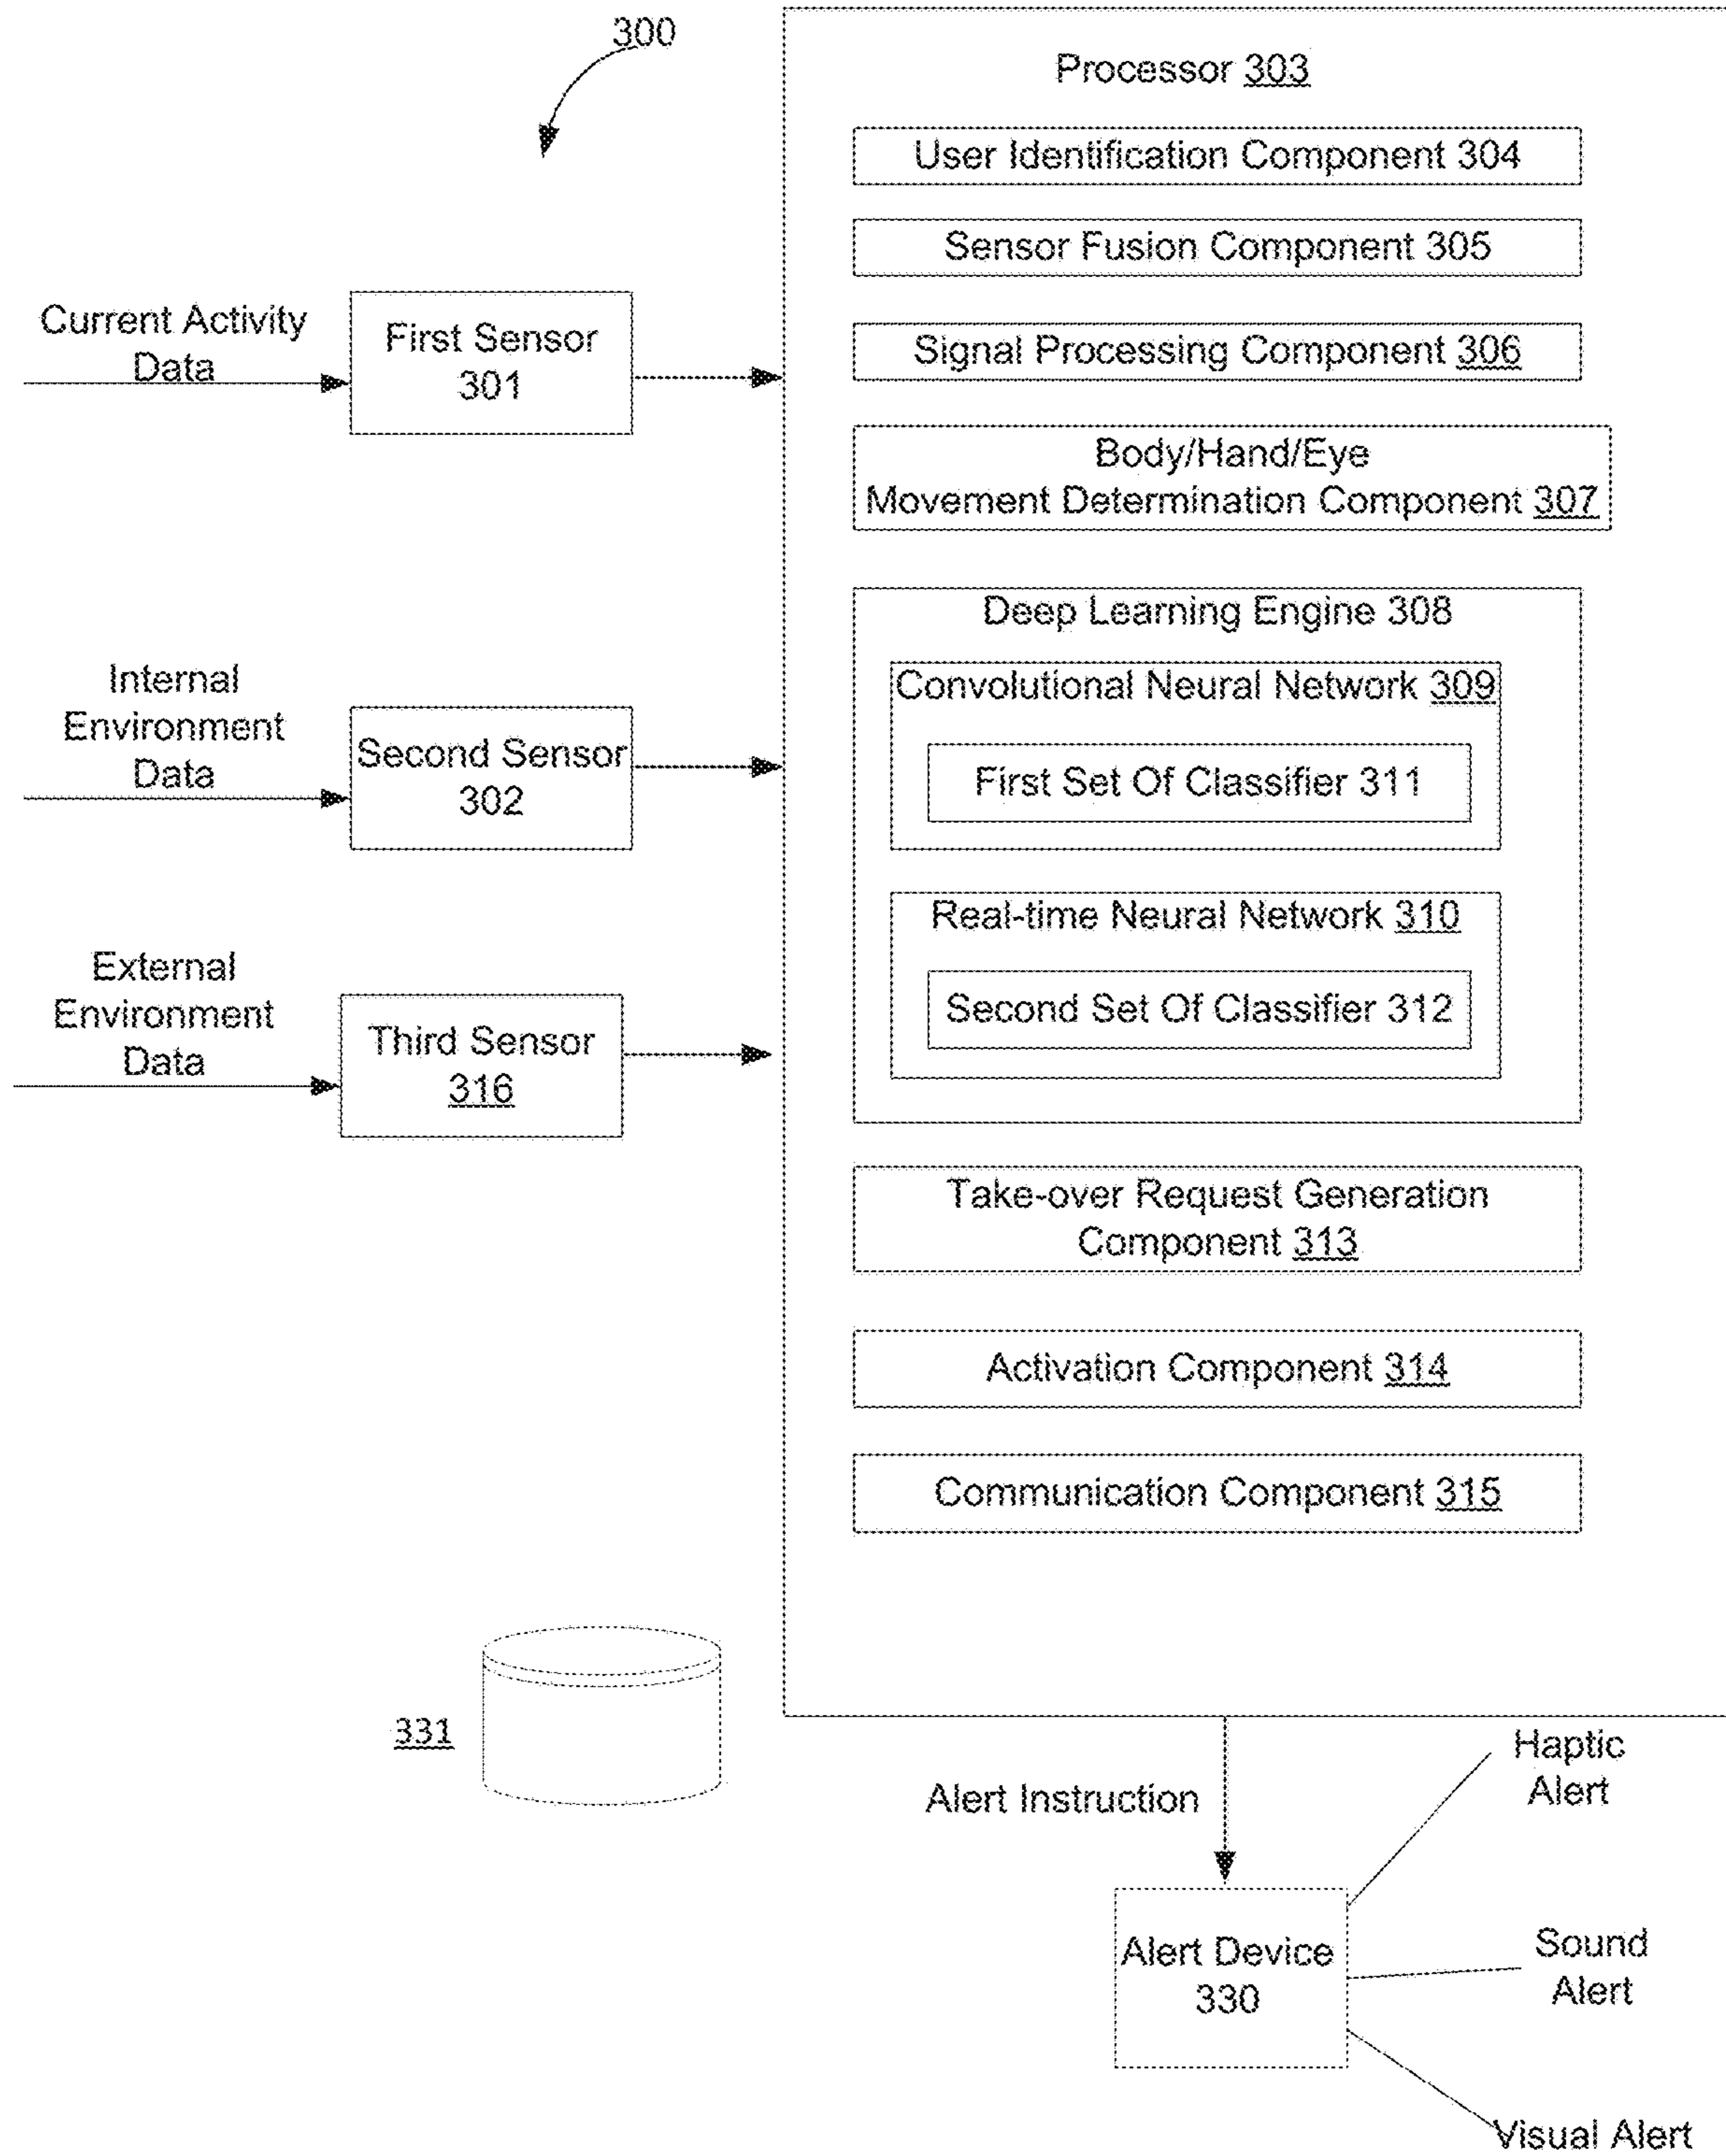 300
Processor 303
User Identification Component 304
Sensor Fusion Component 305
Signal Processing Component 306
Body/Hand/Eye
Movement Determination Component 307
Deep Learning Engine 308
Convolutional Neural Network 309
First Set Of Classifier 311
Real-time Neural Network 310
Second Set Of Classifier 312
Take-over Request Generation
Component 313
Activation Component 314
Communication Component 315
Current Activity
Data
First Sensor
301
Internal
Environment
Data
Second Sensor
302
External
Environment
Data
Third Sensor
316
331
Alert Instruction
Alert Device
330
Haptic
Alert
Sound
Alert
Visual Alert